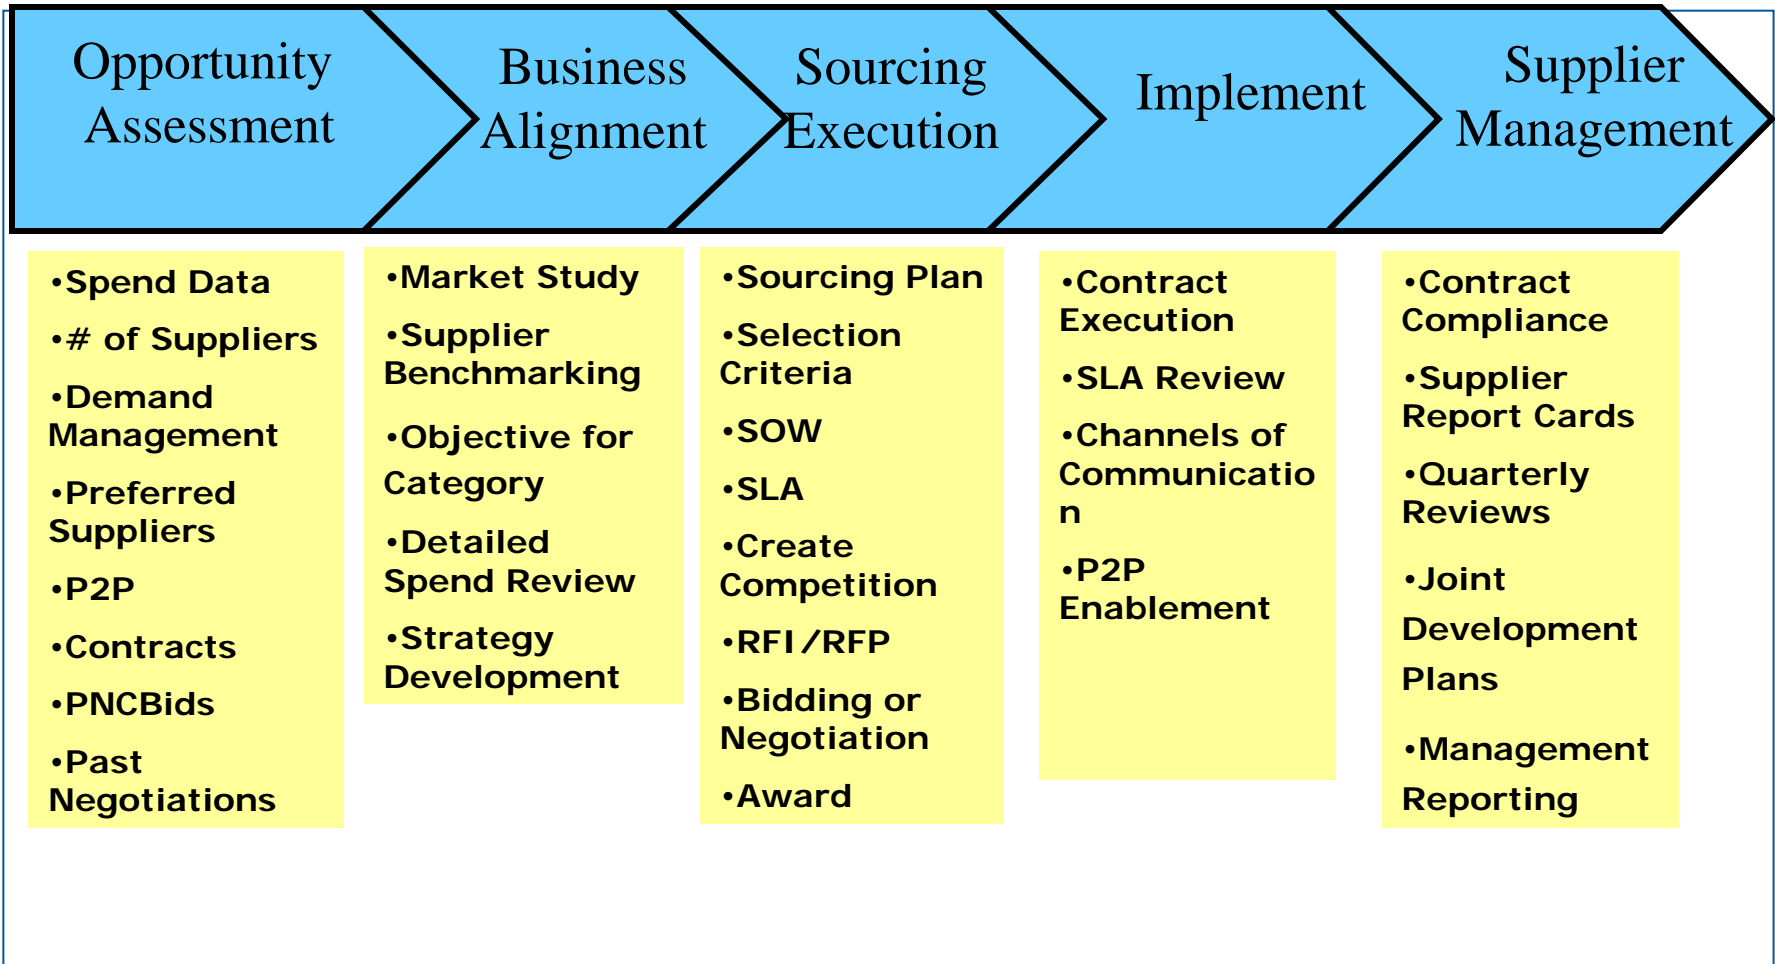 Opportunity
Assessment
Business
Alignment
Sourcing
Execution
Implement
Supplier
Management
•Spend Data
•# of Suppliers
•Demand
Management
•Preferred
Suppliers
•P2P
•Contracts
•PNCBids
•Past
Negotiations
•Market Study
•Supplier
Benchmarking
•Objective for
Category
•Detailed
Spend Review
•Strategy
Development
•Sourcing Plan
•Selection
Criteria
•SOW
•SLA
•Create
Competition
•RFI/RFP
•Bidding or
Negotiation
•Award
•Contract
Execution
•SLA Review
•Channels of
Communicatio
n
•P2P
Enablement
•Contract
Compliance
•Supplier
Report Cards
•Quarterly
Reviews
•Joint
Development
Plans
•Management
Reporting